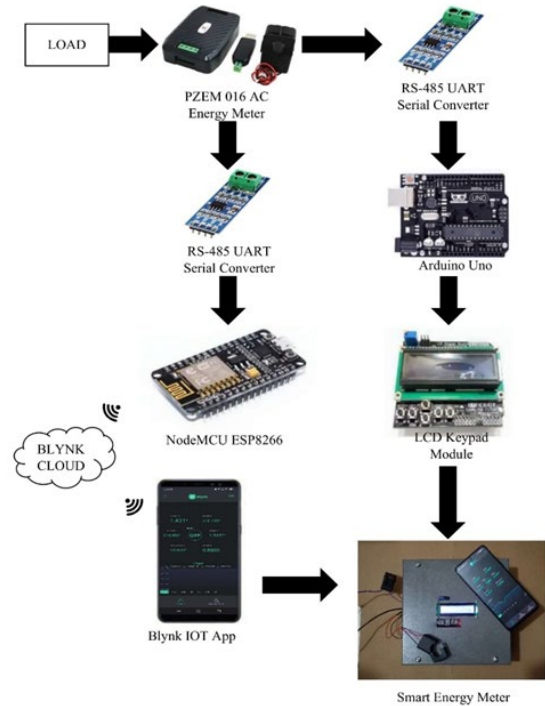 LOAD
PZEM 016 AC
Energy Meter
RS-485 UART
Serial Converter
RS-485 UART
Serial Converter
UNO
Arduino Uno
NodeMCU ESP8266
LCD Keypad
Module
BLYNK
CLOUD
Blynk IOT App
Smart Energy Meter